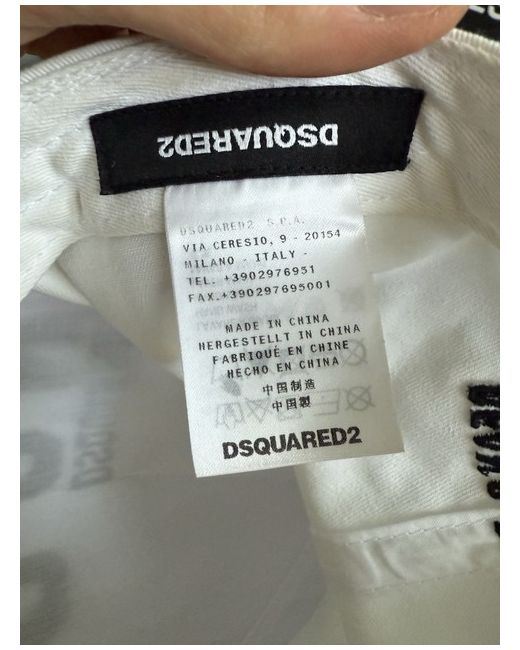 DSQUARED2
DSQUARED2 S.P.A.
VIA CERESIO, 9 - 20154
MILANO - ITALY -
TEL. +3902976951
FAX.+390297695001
MADE IN CHINA
HERGESTELLT IN CHINA
FABRIQUÉ EN CHINE
HECHO EN CHINA
中国制造
中国製
DSQUARED2